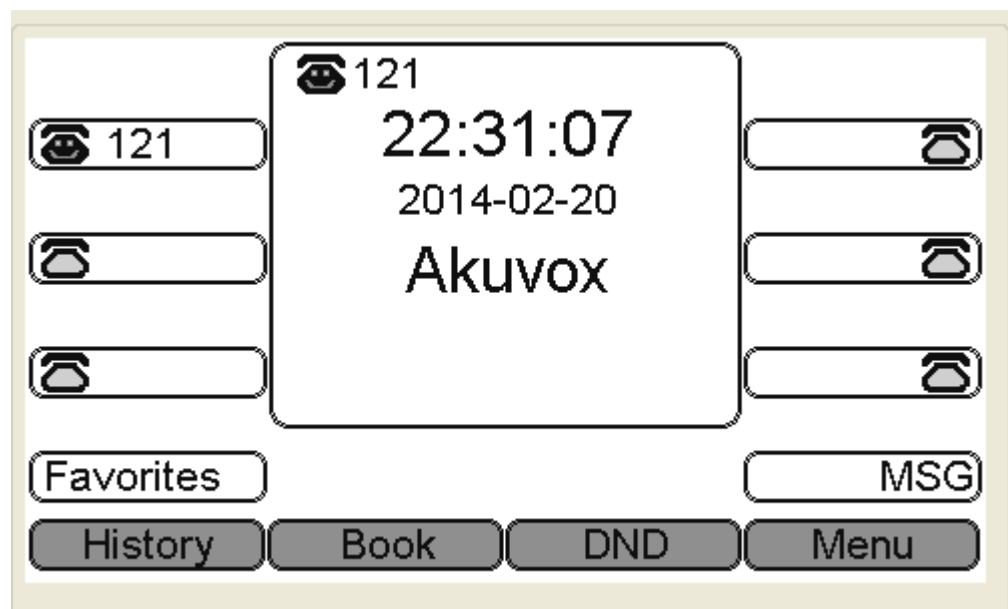 121
121
22:31:07
2014-02-20
Akuvox
Favorites
MSG
History Book DND Menu